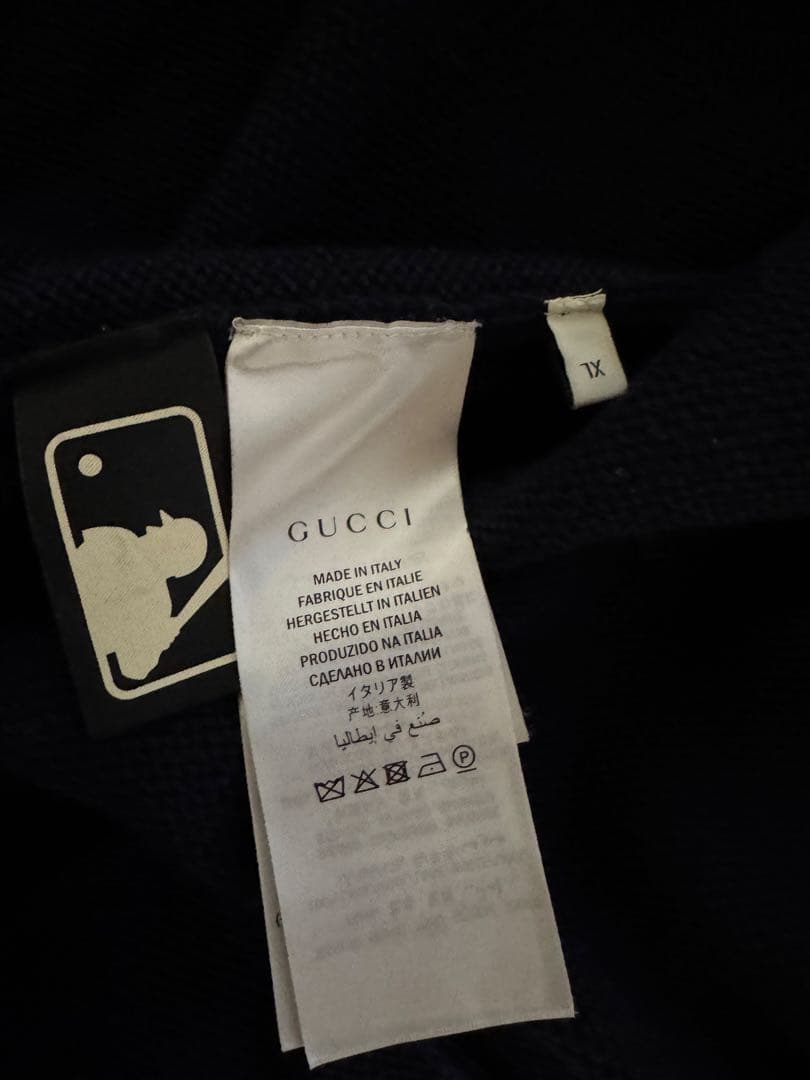 XL
GUCCI
MADE IN ITALY
FABRIQUE EN ITALIE
HERGESTELLT IN ITALIEN
HECHO EN ITALIA
PRODUZIDO NA ITALIA
СДЕЛАНО В ИТАЛИИ
イタリア製
产地:意大利
صنع في إيطاليا
P